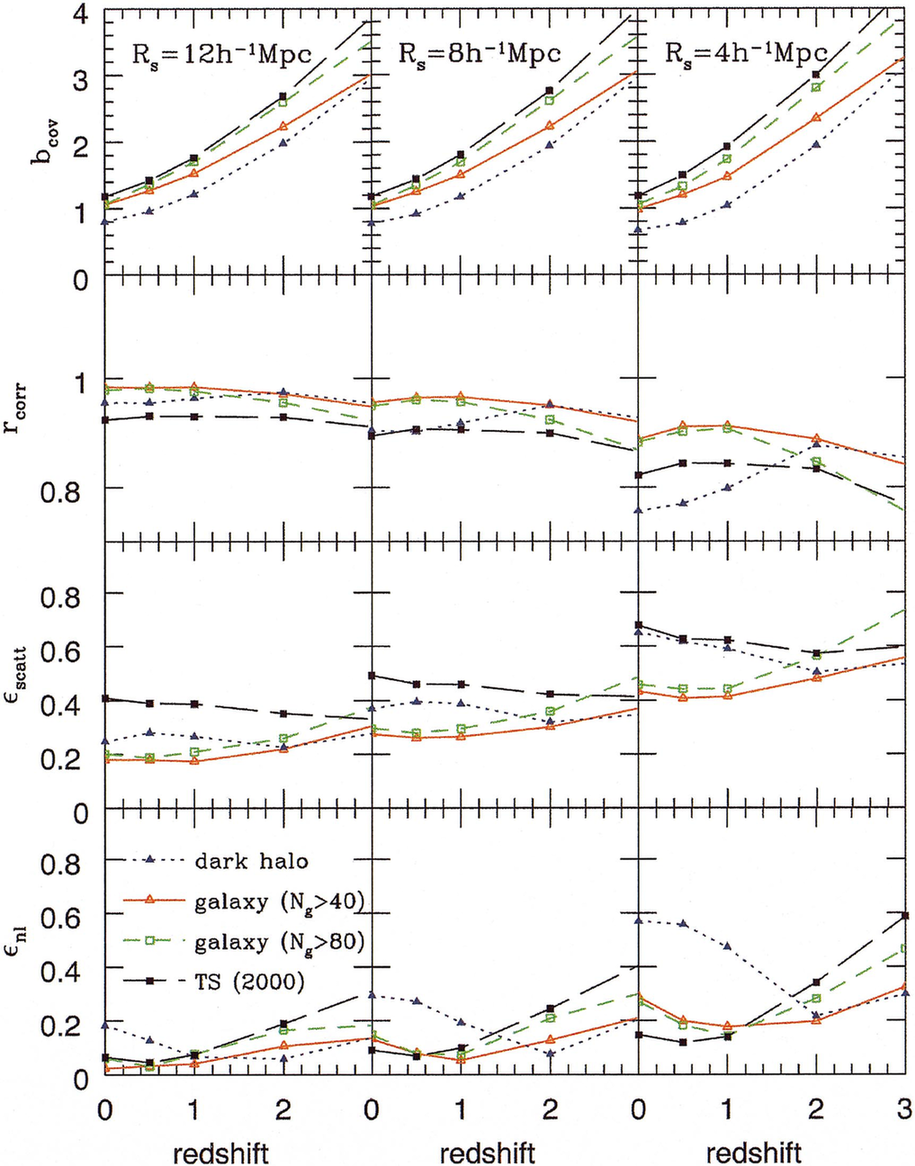 4
3
2
1
0
b_cov
R_s=12h⁻¹Mpc
R_s=8h⁻¹Mpc
R_s=4h⁻¹Mpc
1
0.8
r_corr
0.8
0.6
0.4
0.2
0
ϵ_scatt
0.8
0.6
0.4
0.2
0
ϵ_nl
dark halo
galaxy (N_g>40)
galaxy (N_g>80)
TS (2000)
0 1 2 0 1 2 0 1 2 3
redshift redshift redshift